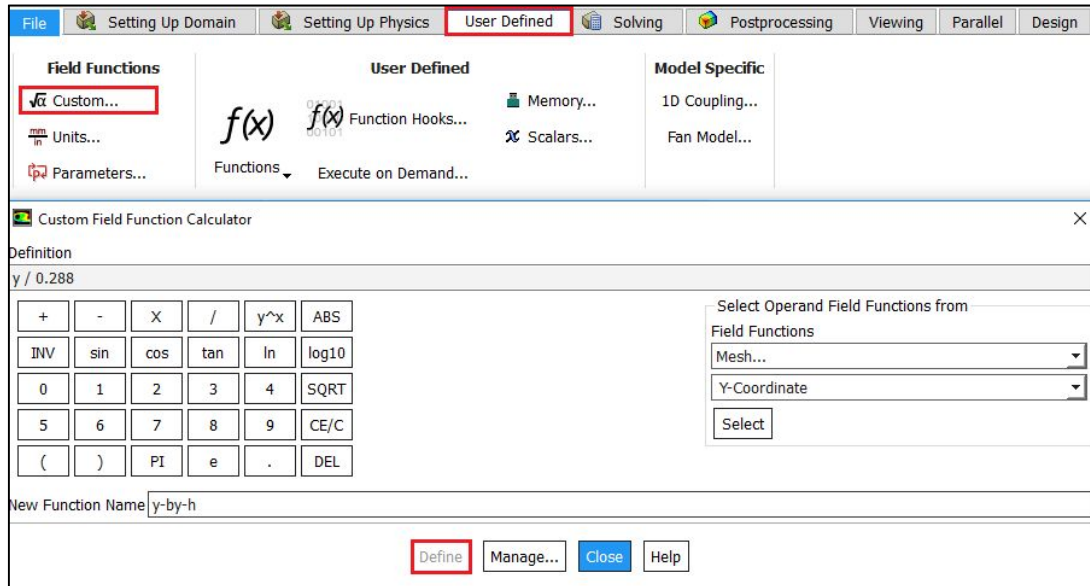 File Setting Up Domain Setting Up Physics User Defined Solving Postprocessing Viewing Parallel Design
Field Functions User Defined Model Specific
√α Custom... Memory... 1D Coupling...
f(x) f(x) Function Hooks...
mm/in Units... Scalars... Fan Model...
Functions
[p] Parameters... Execute on Demand...
Custom Field Function Calculator
Definition
y / 0.288
+ - X / y^x ABS
INV sin cos tan ln log10
0 1 2 3 4 SQRT
5 6 7 8 9 CE/C
( ) PI e . DEL
Select Operand Field Functions from
Field Functions
Mesh...
Y-Coordinate
Select
New Function Name y-by-h
Define Manage... Close Help